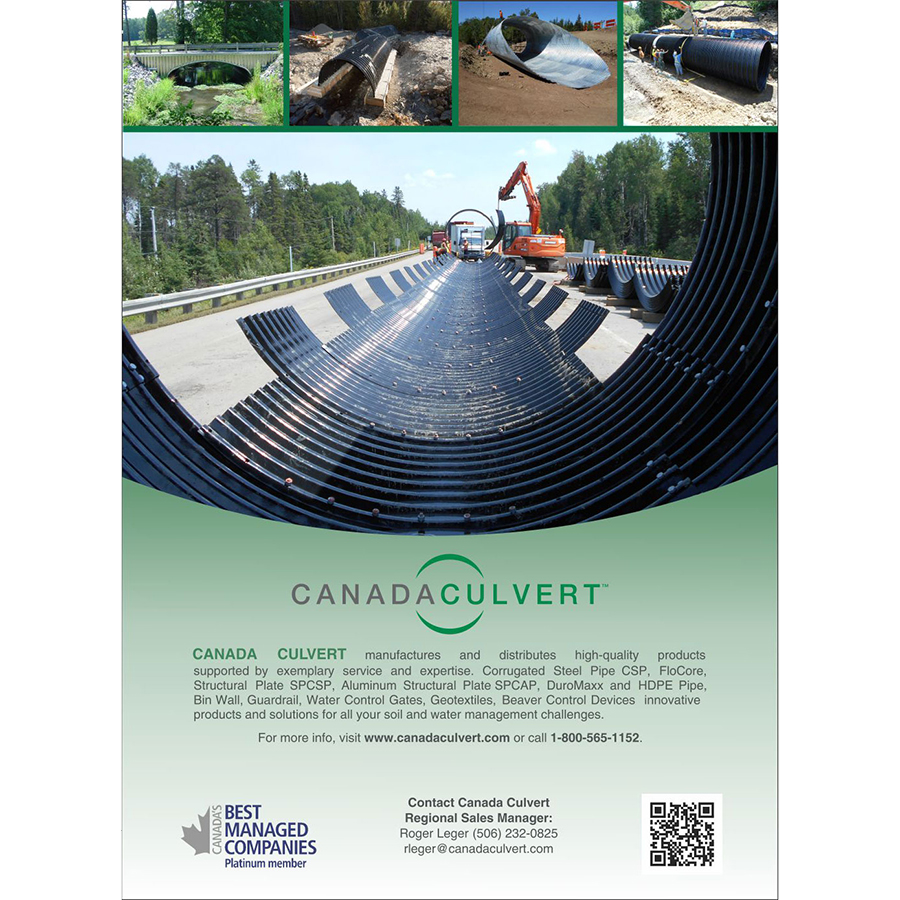 CANADACULVERT™
CANADA CULVERT manufactures and distributes high-quality products
supported by exemplary service and expertise. Corrugated Steel Pipe CSP, FloCore,
Structural Plate SPCSP, Aluminum Structural Plate SPCAP, DuroMaxx and HDPE Pipe,
Bin Wall, Guardrail, Water Control Gates, Geotextiles, Beaver Control Devices innovative
products and solutions for all your soil and water management challenges.
For more info, visit www.canadaculvert.com or call 1-800-565-1152.
CANADA'S
BEST
MANAGED
COMPANIES
Platinum member
Contact Canada Culvert
Regional Sales Manager:
Roger Leger (506) 232-0825
rleger@canadaculvert.com